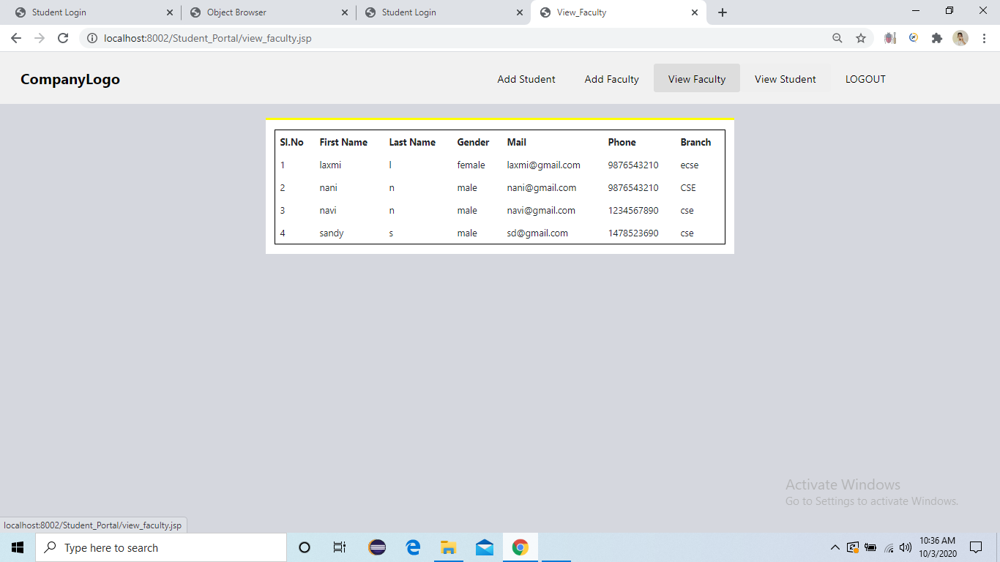 Student Login Object Browser Student Login View_Faculty
localhost:8002/Student_Portal/view_faculty.jsp
CompanyLogo Add Student Add Faculty View Faculty View Student LOGOUT
Sl.No First Name Last Name Gender Mail Phone Branch
1 laxmi l female laxmi@gmail.com 9876543210 ecse
2 nani n male nani@gmail.com 9876543210 CSE
3 navi n male navi@gmail.com 1234567890 cse
4 sandy s male sd@gmail.com 1478523690 cse
Activate Windows
Go to Settings to activate Windows.
localhost:8002/Student_Portal/view_faculty.jsp
Type here to search
10:36 AM
10/3/2020